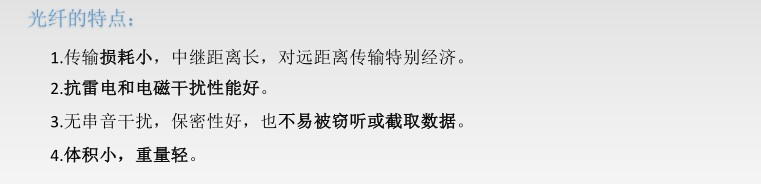 光纤的特点：
1.传输损耗小，中继距离长，对远距离传输特别经济。
2.抗雷电和电磁干扰性能好。
3.无串音干扰，保密性好，也不易被窃听或截取数据。
4.体积小，重量轻。